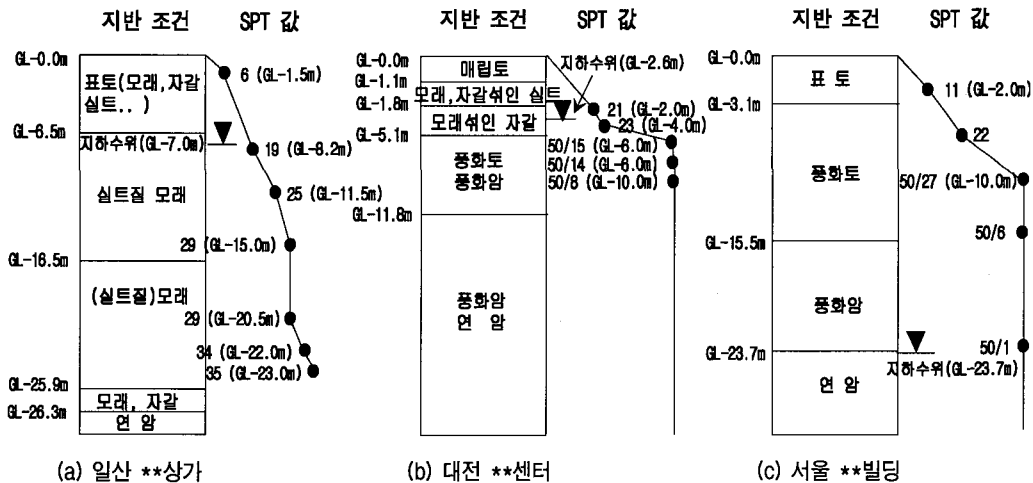 지반 조건 SPT 값
GL-0.0m
표토(모래,자갈
실트.. )
6 (GL-1.5m)
GL-6.5m
지하수위(GL-7.0m)
19 (GL-8.2m)
실트질 모래
25 (GL-11.5m)
29 (GL-15.0m)
GL-16.5m
(실트질)모래
29 (GL-20.5m)
34 (GL-22.0m)
35 (GL-23.0m)
GL-25.9m
모래, 자갈
GL-26.3m
연 암
(a) 일산 **상가
지반 조건 SPT 값
GL-0.0m
매립토
지하수위(GL-2.6m)
GL-1.1m
모래,자갈섞인 실트
GL-1.8m
21 (GL-2.0m)
모래섞인 자갈
23 (GL-4.0m)
GL-5.1m
50/15 (GL-6.0m)
풍화토
50/14 (GL-6.0m)
풍화암
50/8 (GL-10.0m)
GL-11.8m
풍화암
연 암
(b) 대전 **센터
지반 조건 SPT 값
GL-0.0m
표 토
11 (GL-2.0m)
GL-3.1m
22
풍화토
50/27 (GL-10.0m)
50/6
GL-15.5m
풍화암
50/1
GL-23.7m
지하수위(GL-23.7m)
연 암
(c) 서울 **빌딩